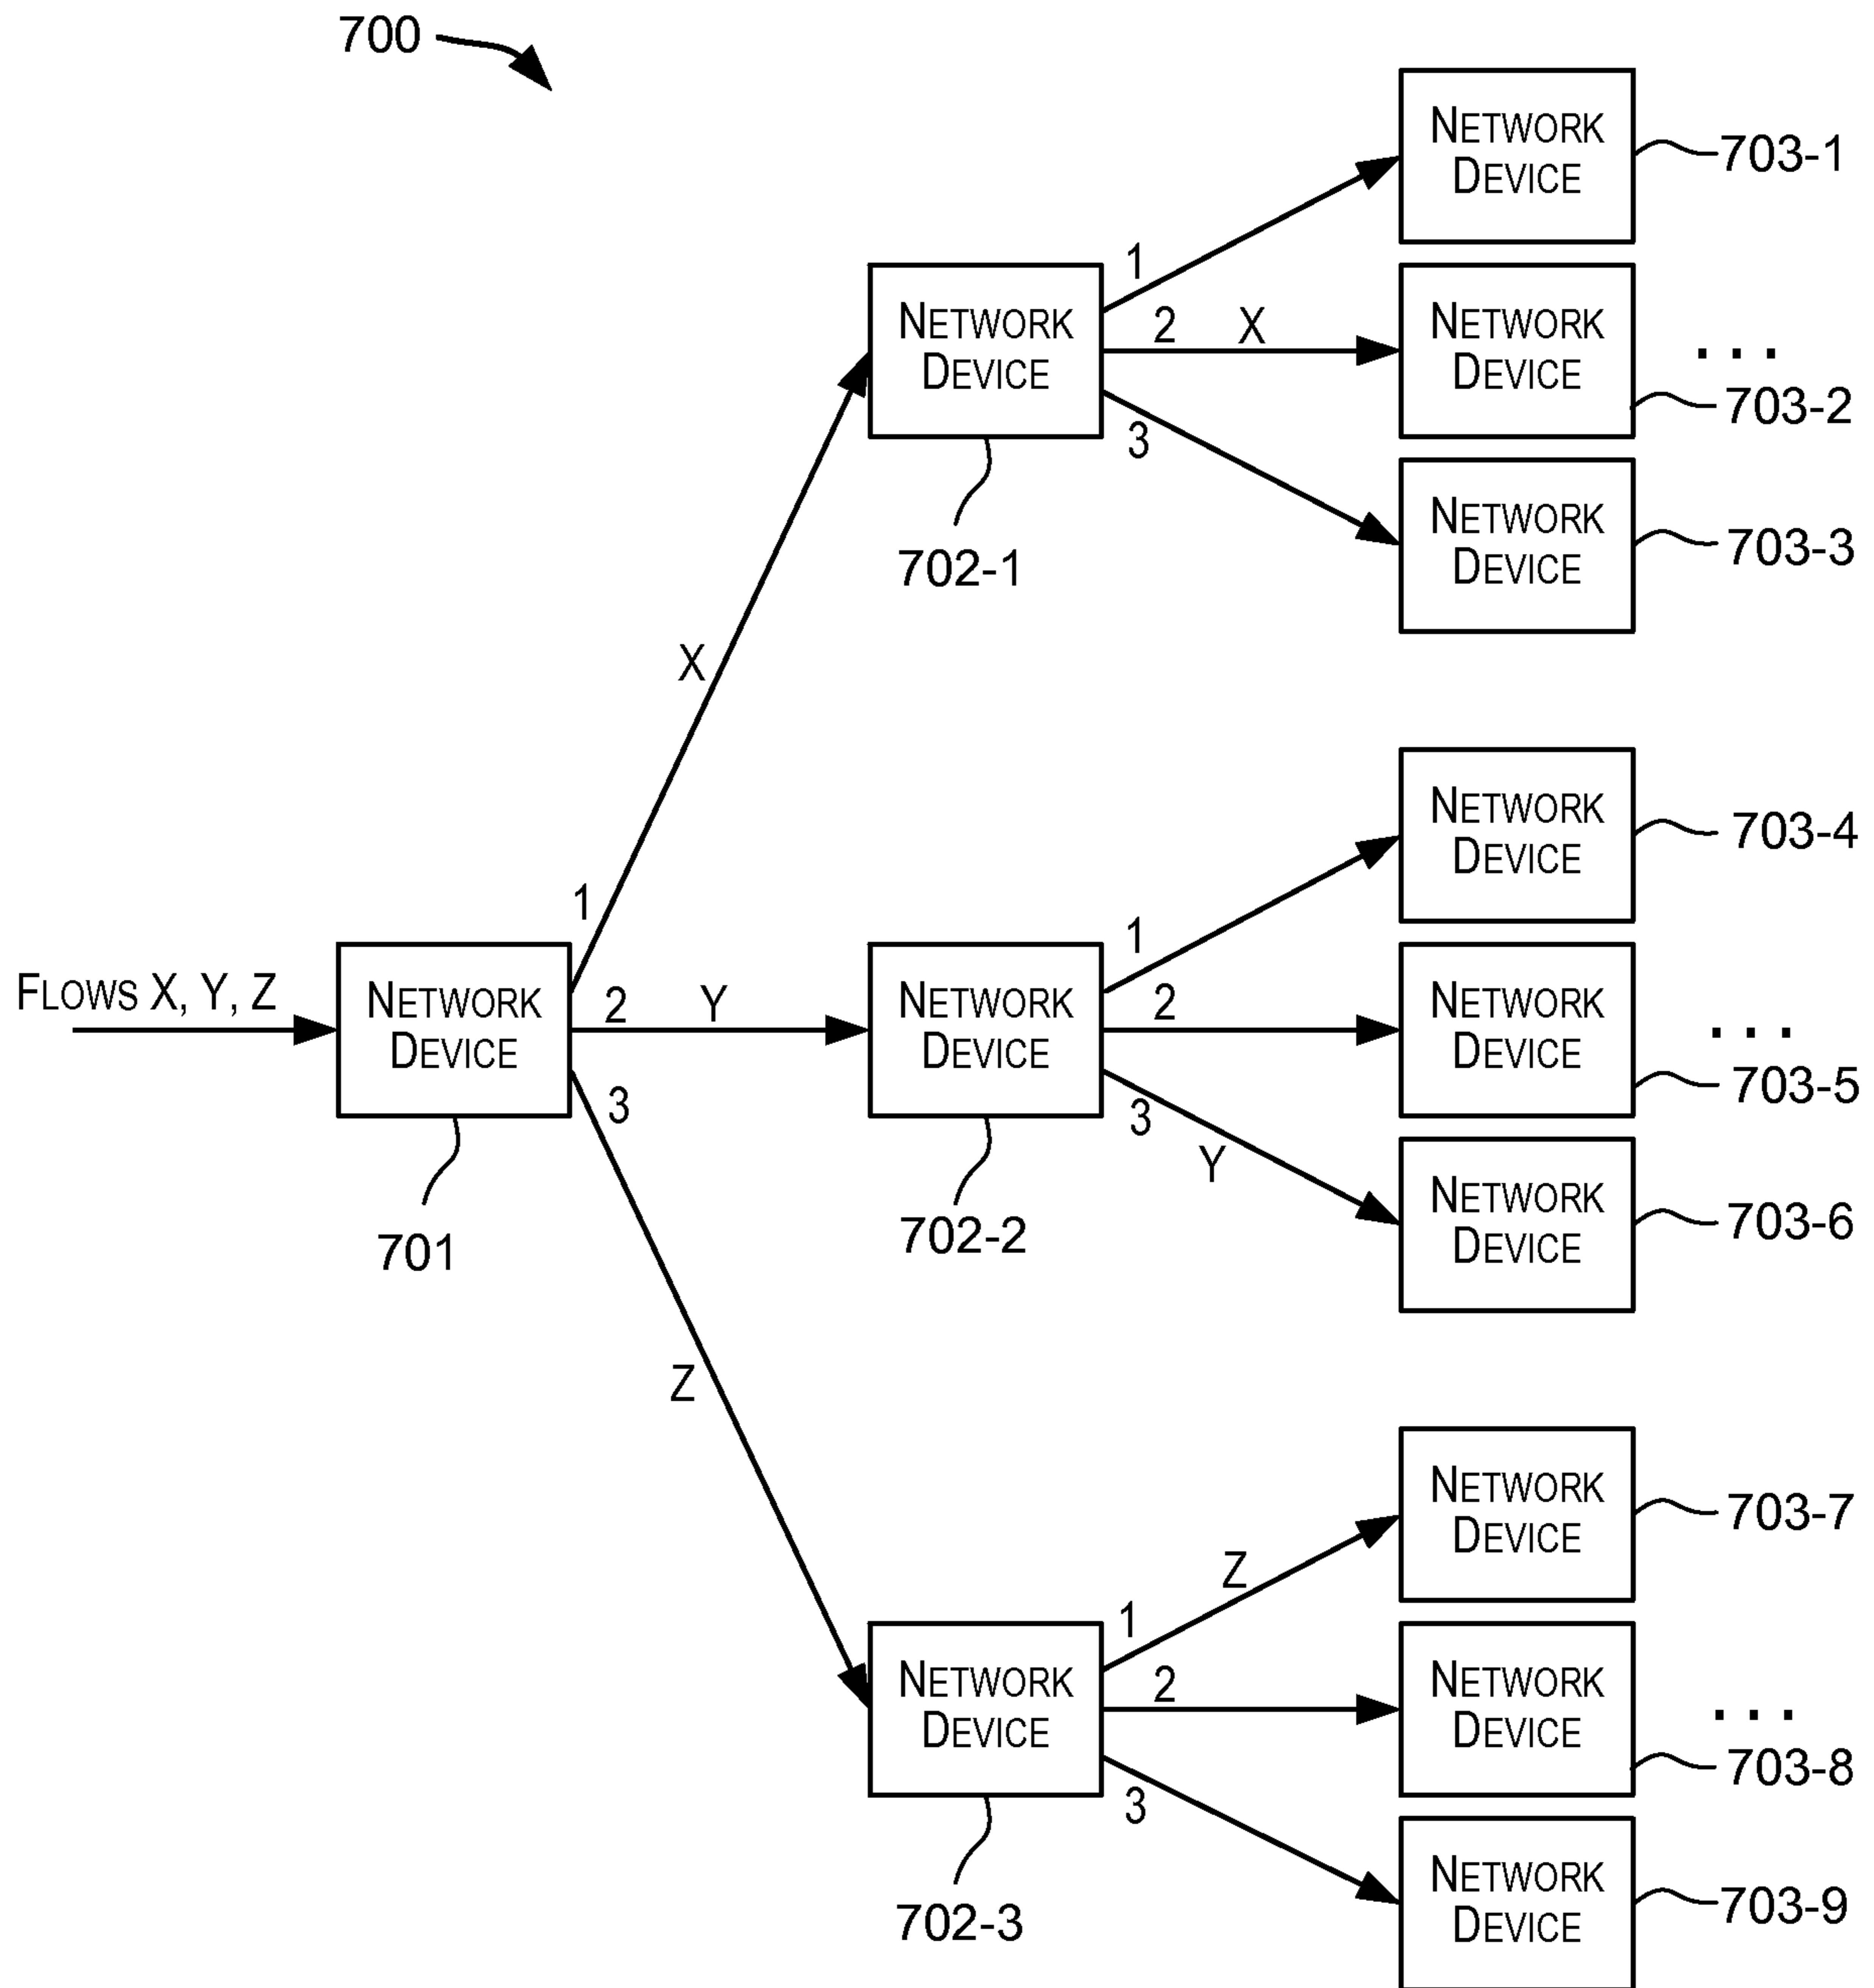 700
NETWORK
DEVICE
703-1
1
NETWORK
DEVICE
2
X
NETWORK
DEVICE
. . .
703-2
3
702-1
NETWORK
DEVICE
703-3
X
NETWORK
DEVICE
703-4
1
1
FLOWS X, Y, Z
NETWORK
DEVICE
2
Y
NETWORK
DEVICE
2
NETWORK
DEVICE
. . .
703-5
3
3
Y
701
702-2
NETWORK
DEVICE
703-6
Z
NETWORK
DEVICE
703-7
Z
1
NETWORK
DEVICE
2
NETWORK
DEVICE
. . .
703-8
3
702-3
NETWORK
DEVICE
703-9